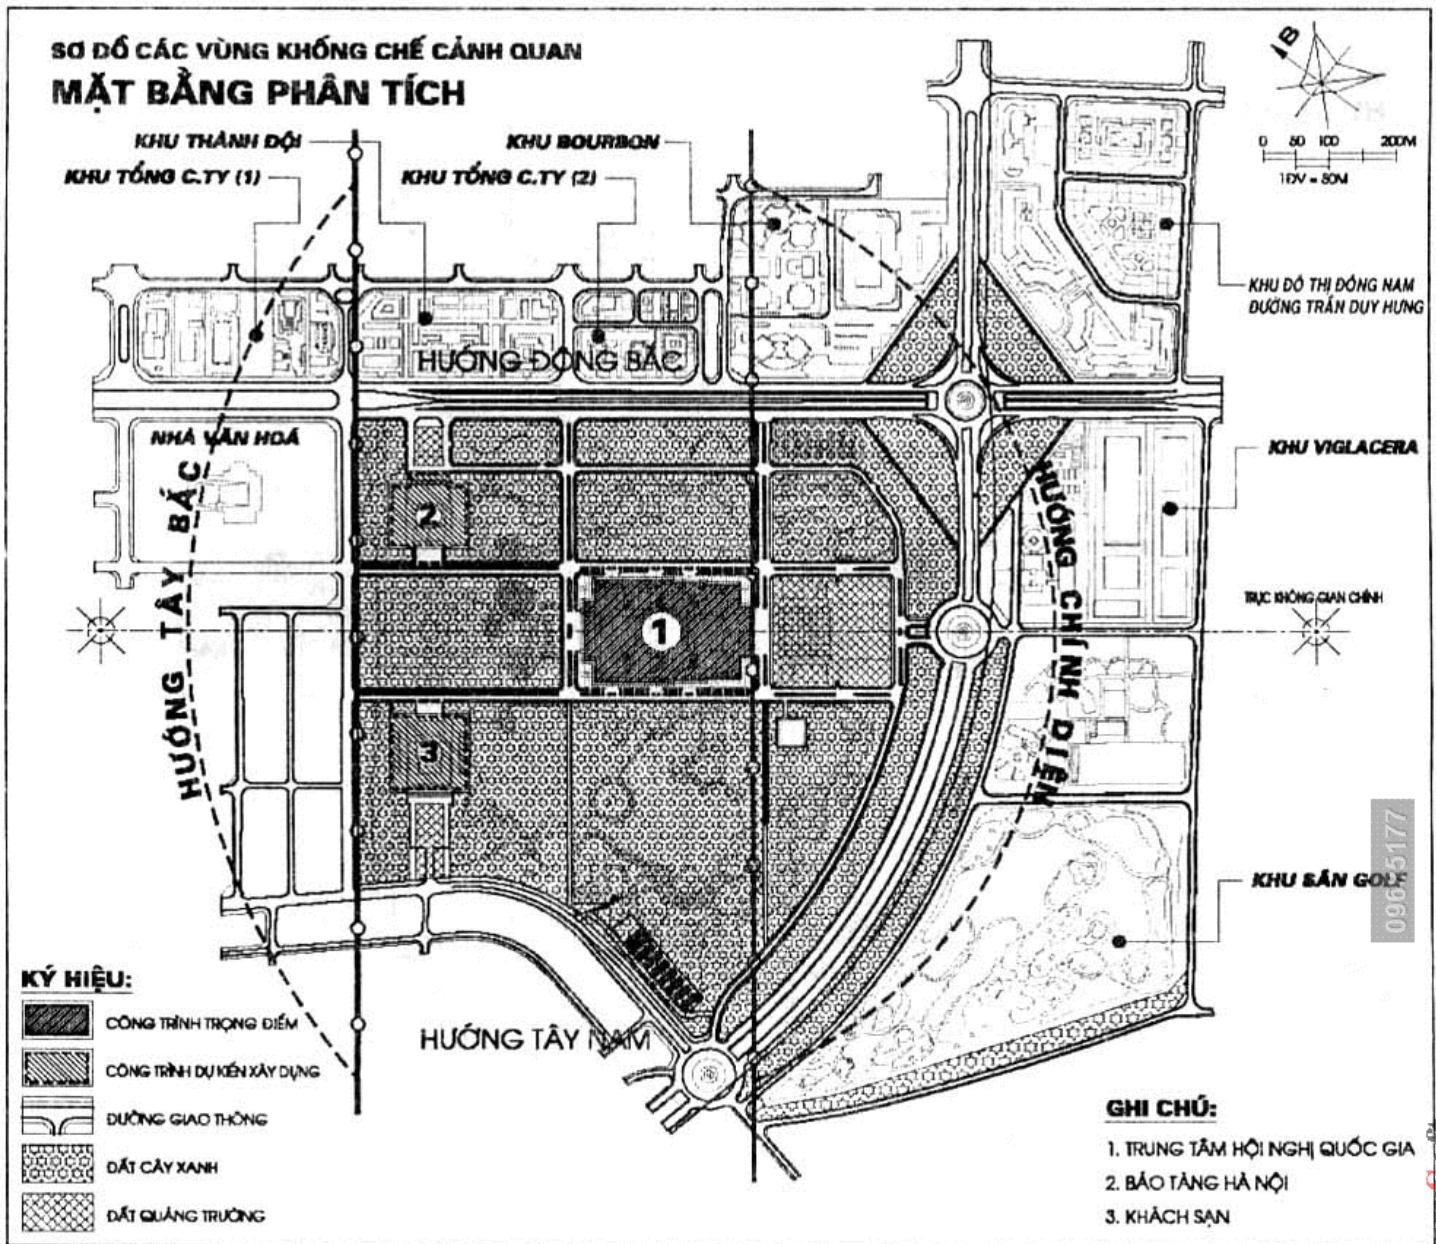 SƠ ĐỒ CÁC VÙNG KHỐNG CHẾ CẢNH QUAN
MẶT BẰNG PHÂN TÍCH
KHU THÀNH ĐỘI
KHU BOURBON
KHU TỔNG C.TY (1)
KHU TỔNG C.TY (2)
B
0 50 100 200M
1ĐV = 50M
KHU ĐÔ THỊ ĐÔNG NAM
ĐƯỜNG TRẦN DUY HƯNG
HƯỚNG ĐÔNG BẮC
NHÀ VĂN HOÁ
KHU VIGLACERA
HƯỚNG TÂY BẮC
HƯỚNG CHÍNH DIỆN
2
1
3
TRỤC KHÔNG GIAN CHÍNH
KHU SÂN GOLF
HƯỚNG TÂY NAM
KÝ HIỆU:
CÔNG TRÌNH TRỌNG ĐIỂM
CÔNG TRÌNH DỰ KIẾN XÂY DỰNG
ĐƯỜNG GIAO THÔNG
ĐẤT CÂY XANH
ĐẤT QUẢNG TRƯỜNG
GHI CHÚ:
1. TRUNG TÂM HỘI NGHỊ QUỐC GIA
2. BẢO TÀNG HÀ NỘI
3. KHÁCH SẠN